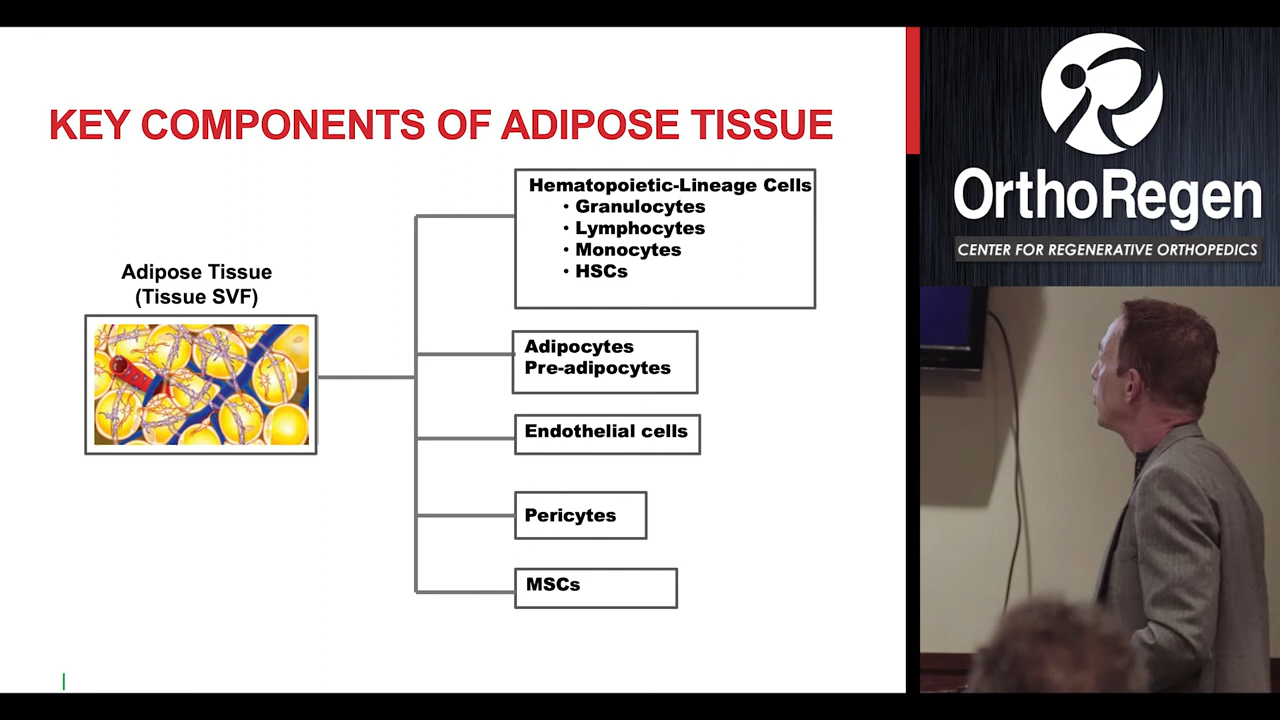 KEY COMPONENTS OF ADIPOSE TISSUE
Adipose Tissue
(Tissue SVF)
Hematopoietic-Lineage Cells
• Granulocytes
• Lymphocytes
• Monocytes
• HSCs
Adipocytes
Pre-adipocytes
Endothelial cells
Pericytes
MSCs
OrthoRegen
CENTER FOR REGENERATIVE ORTHOPEDICS